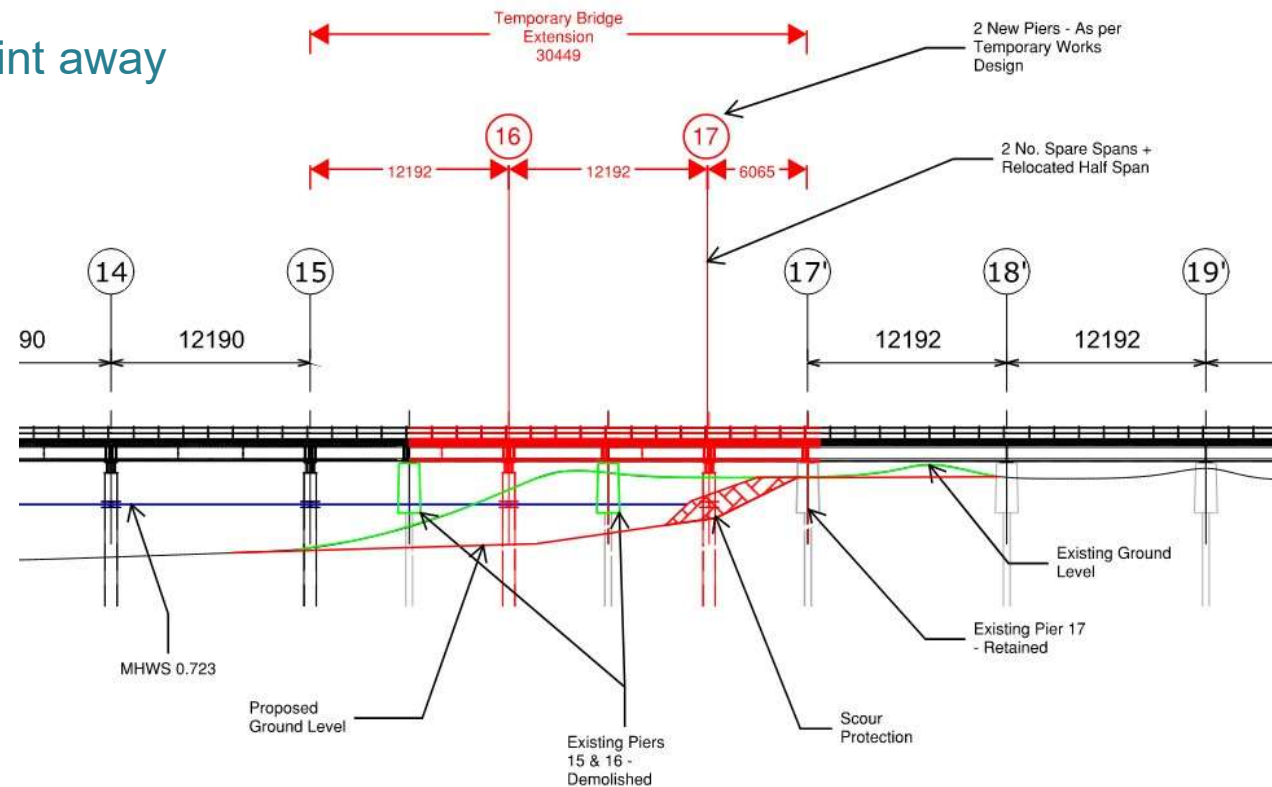 int away
Temporary Bridge
Extension
30449
2 New Piers - As per
Temporary Works
Design
16
17
12192
12192
6065
2 No. Spare Spans +
Relocated Half Span
14
15
17'
18'
19'
90
12190
12192
12192
MHWS 0.723
Proposed
Ground Level
Existing Piers
15 & 16 -
Demolished
Scour
Protection
Existing Pier 17
- Retained
Existing Ground
Level